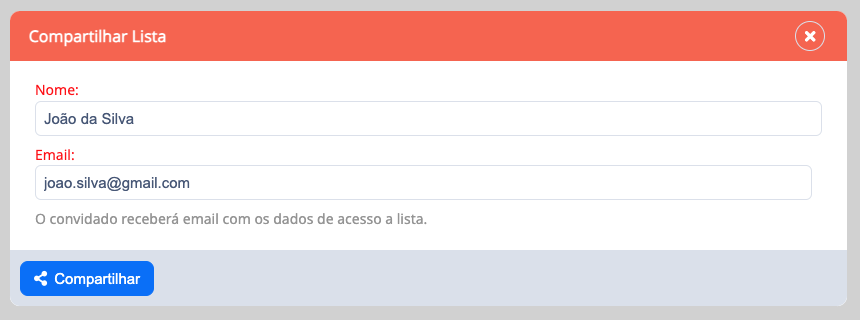 Compartilhar Lista
Nome:
João da Silva
Email:
joao.silva@gmail.com
O convidado receberá email com os dados de acesso a lista.
Compartilhar